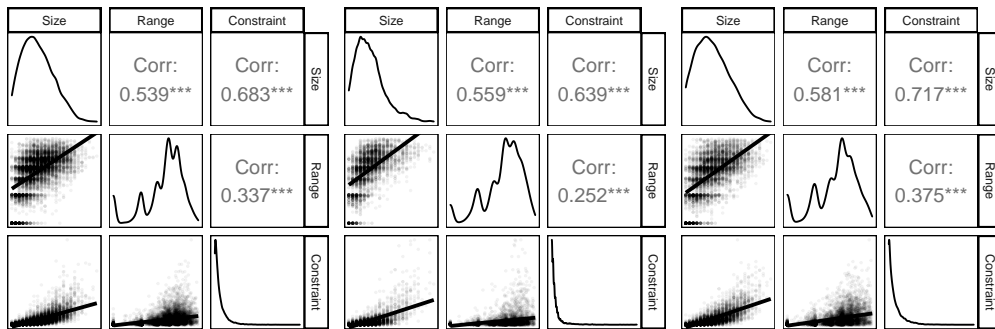 Size Range Constraint
Corr: Corr:
0.539*** 0.683***
Size
Corr:
0.337***
Range
Constraint
Size Range Constraint
Corr: Corr:
0.559*** 0.639***
Size
Corr:
0.252***
Range
Constraint
Size Range Constraint
Corr: Corr:
0.581*** 0.717***
Size
Corr:
0.375***
Range
Constraint